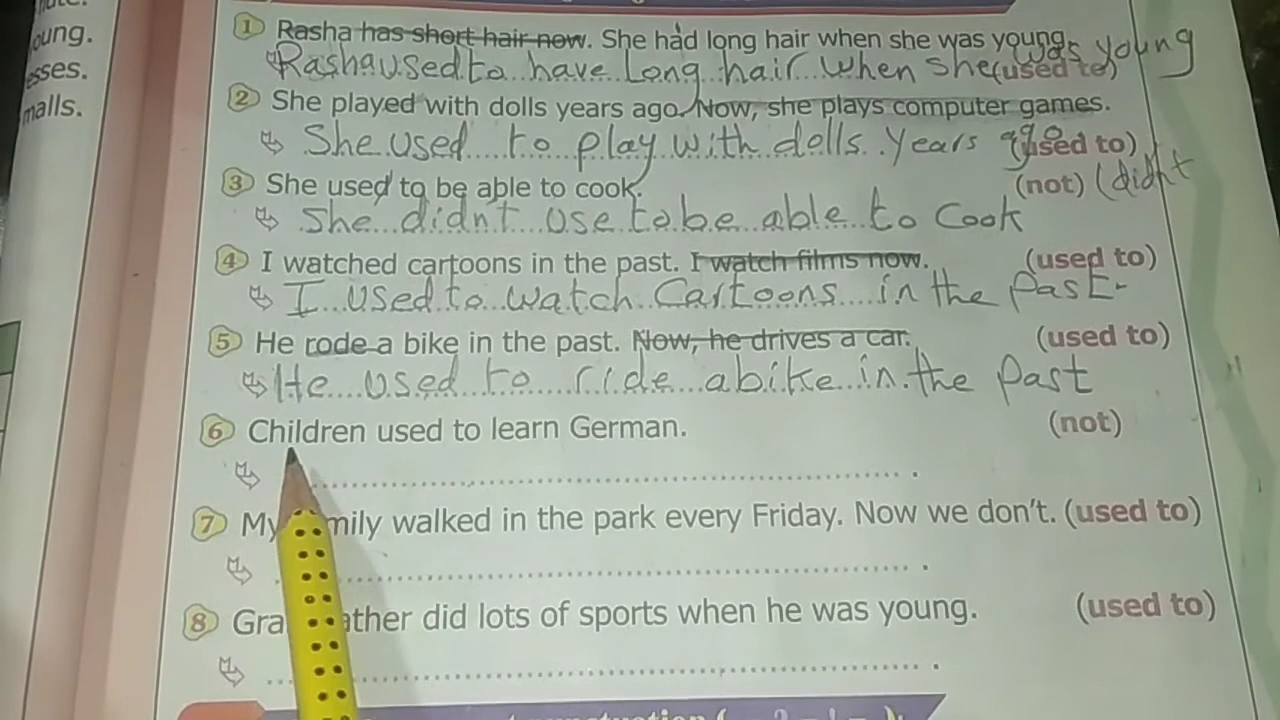 oung.
esses.
malls.
1 Rasha has short hair now. She had long hair when she was young.
Rasha used to have long hair when she was young
(used to)
2 She played with dolls years ago. Now, she plays computer games.
She used to play with dolls years ago
(used to)
3 She used to be able to cook. (not) (didnt
She didnt use to be able to Cook
4 I watched cartoons in the past. I watch films now. (used to)
I used to watch Cartoons in the Past.
5 He rode a bike in the past. Now, he drives a car. (used to)
He used to ride a bike in the Past
6 Children used to learn German. (not)
7 My mily walked in the park every Friday. Now we don't. (used to)
8 Gra ather did lots of sports when he was young. (used to)